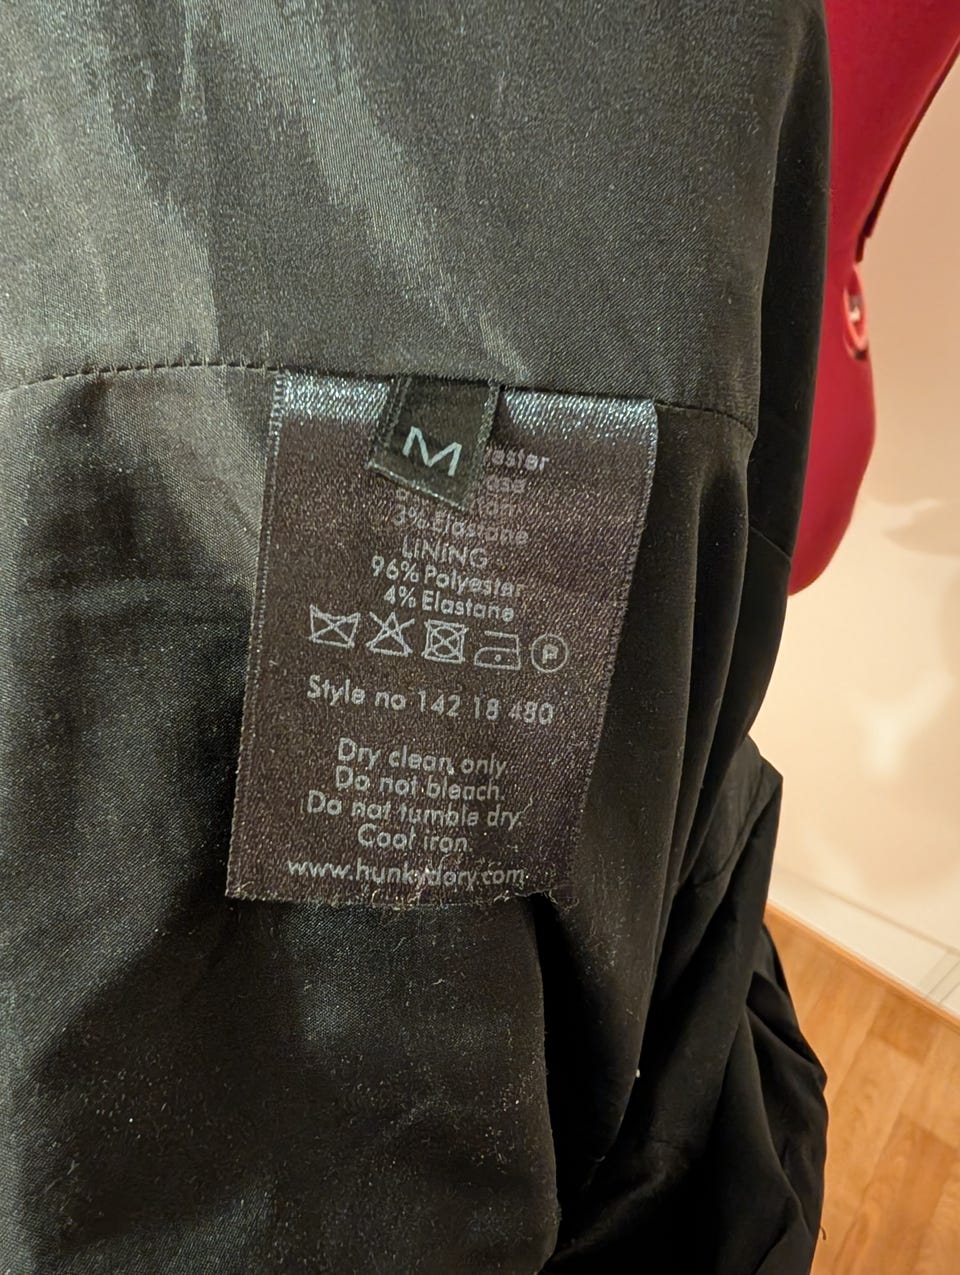 M
3% Elastane
LINING
96% Polyester
4% Elastane
P
Style no 142 18 480
Dry clean only.
Do not bleach.
Do not tumble dry.
Cool iron.
www.hunkydory.com